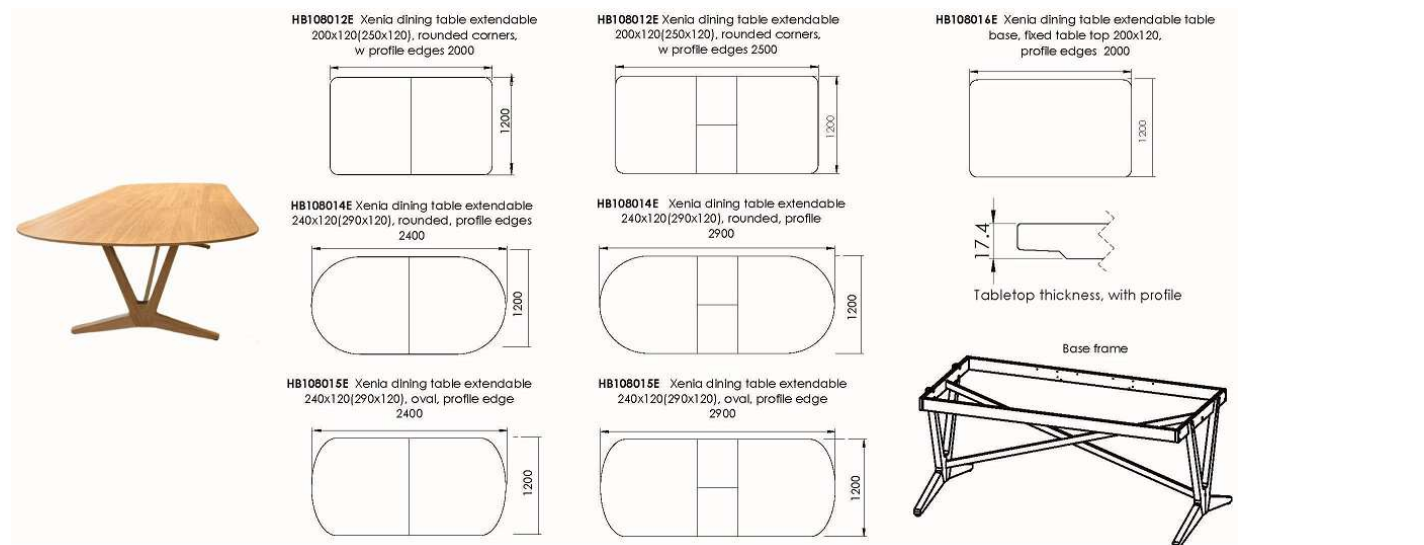 HB108012E Xenia dining table extendable
200x120(250x120), rounded corners,
w profile edges 2000
1200
HB108012E Xenia dining table extendable
200x120(250x120), rounded corners,
w profile edges 2500
1200
HB108016E Xenia dining table extendable table
base, fixed table top 200x120,
profile edges 2000
1200
HB108014E Xenia dining table extendable
240x120(290x120), rounded, profile edges
2400
1200
HB108014E Xenia dining table extendable
240x120(290x120), rounded, profile
2900
1200
17.4
Tabletop thickness, with profile
HB108015E Xenia dining table extendable
240x120(290x120), oval, profile edge
2400
1200
HB108015E Xenia dining table extendable
240x120(290x120), oval, profile edge
2900
1200
Base frame